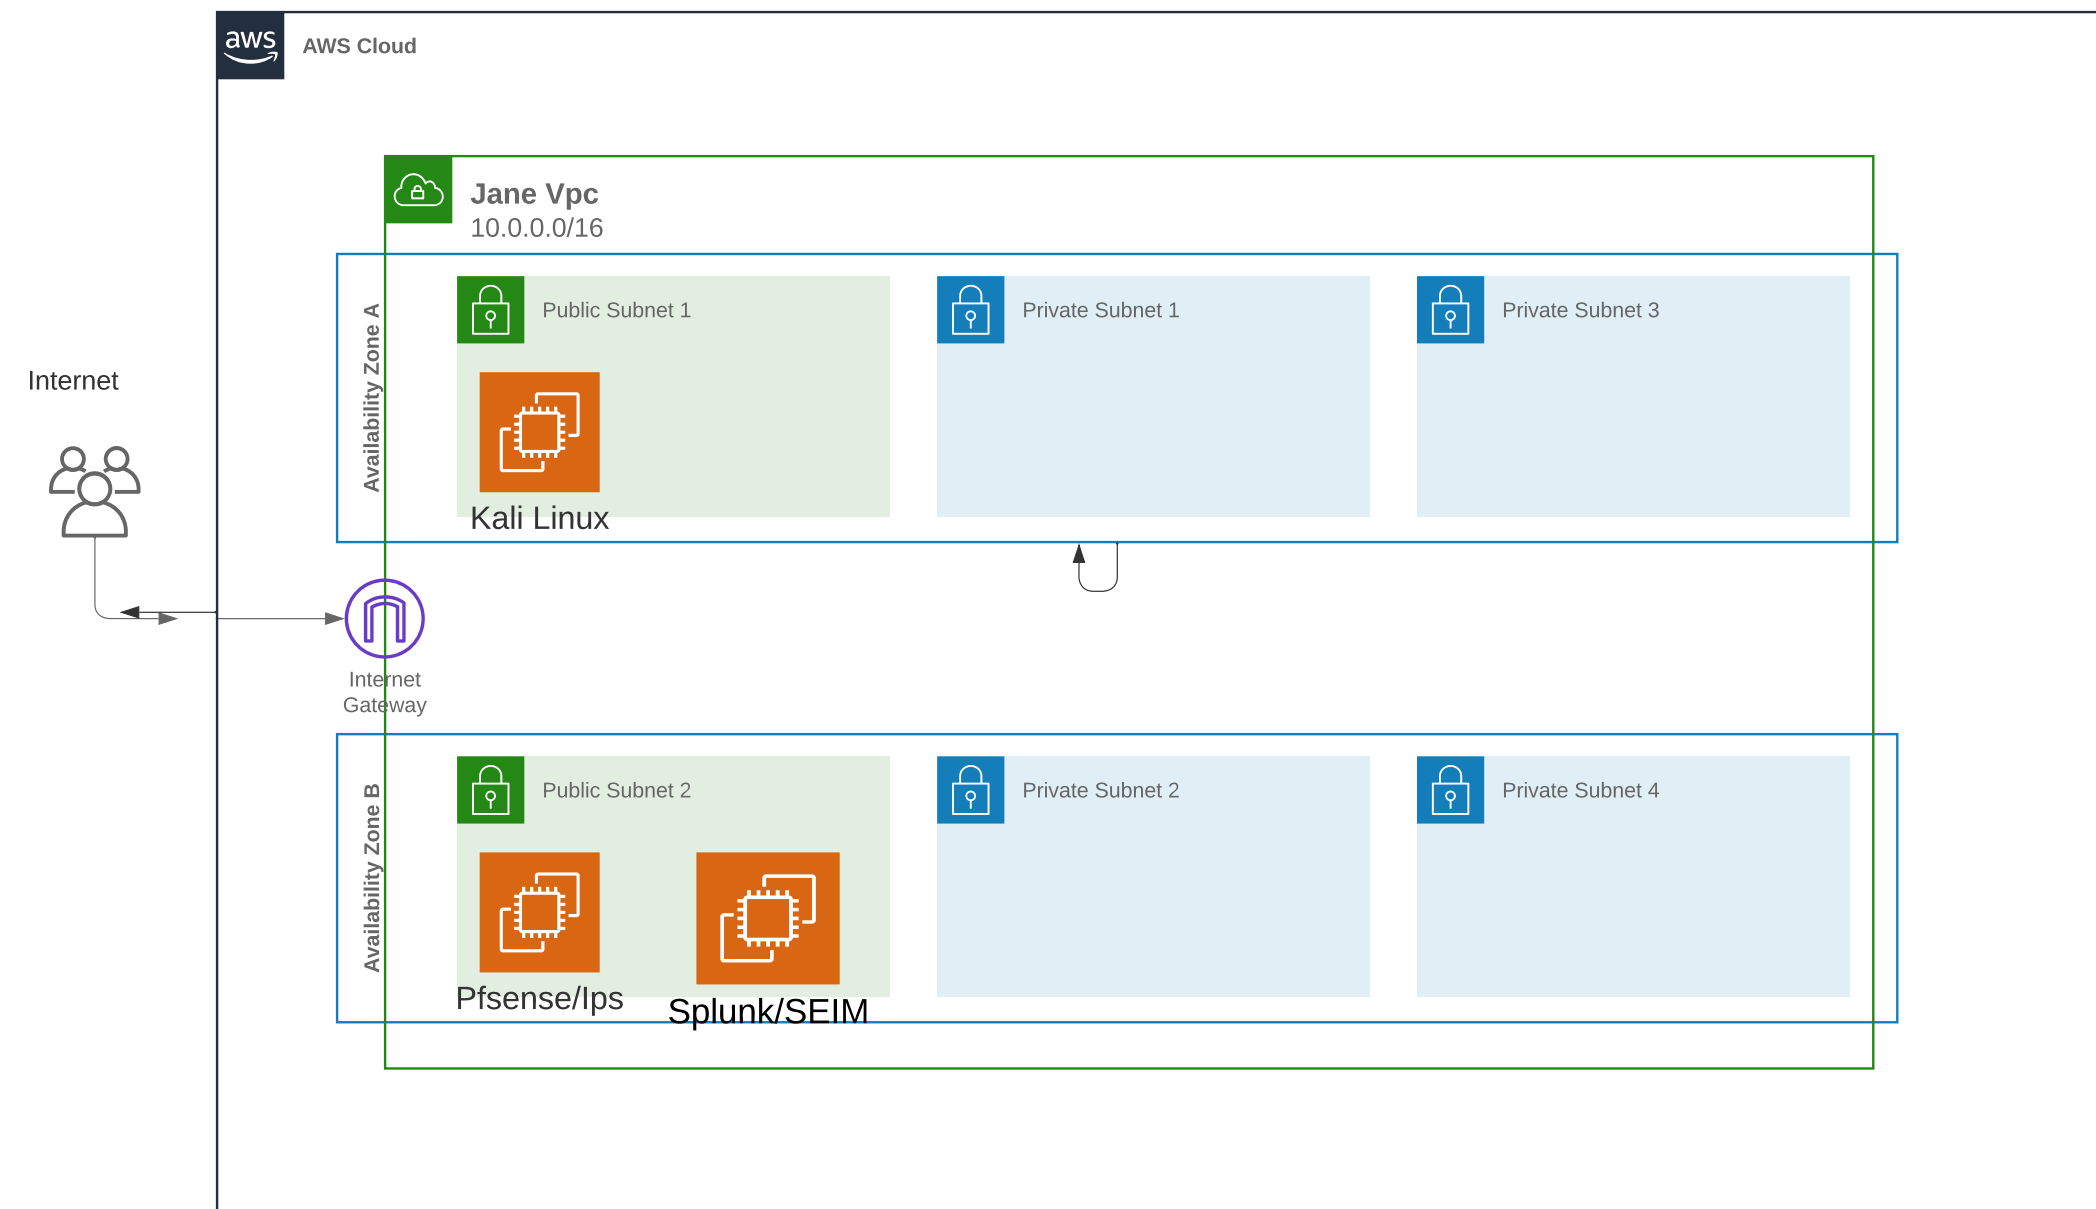 aws
AWS Cloud
Jane Vpc
10.0.0.0/16
Availability Zone A
Public Subnet 1
Private Subnet 1
Private Subnet 3
Kali Linux
Internet
Internet
Gateway
Availability Zone B
Public Subnet 2
Private Subnet 2
Private Subnet 4
Pfsense/Ips
Splunk/SEIM